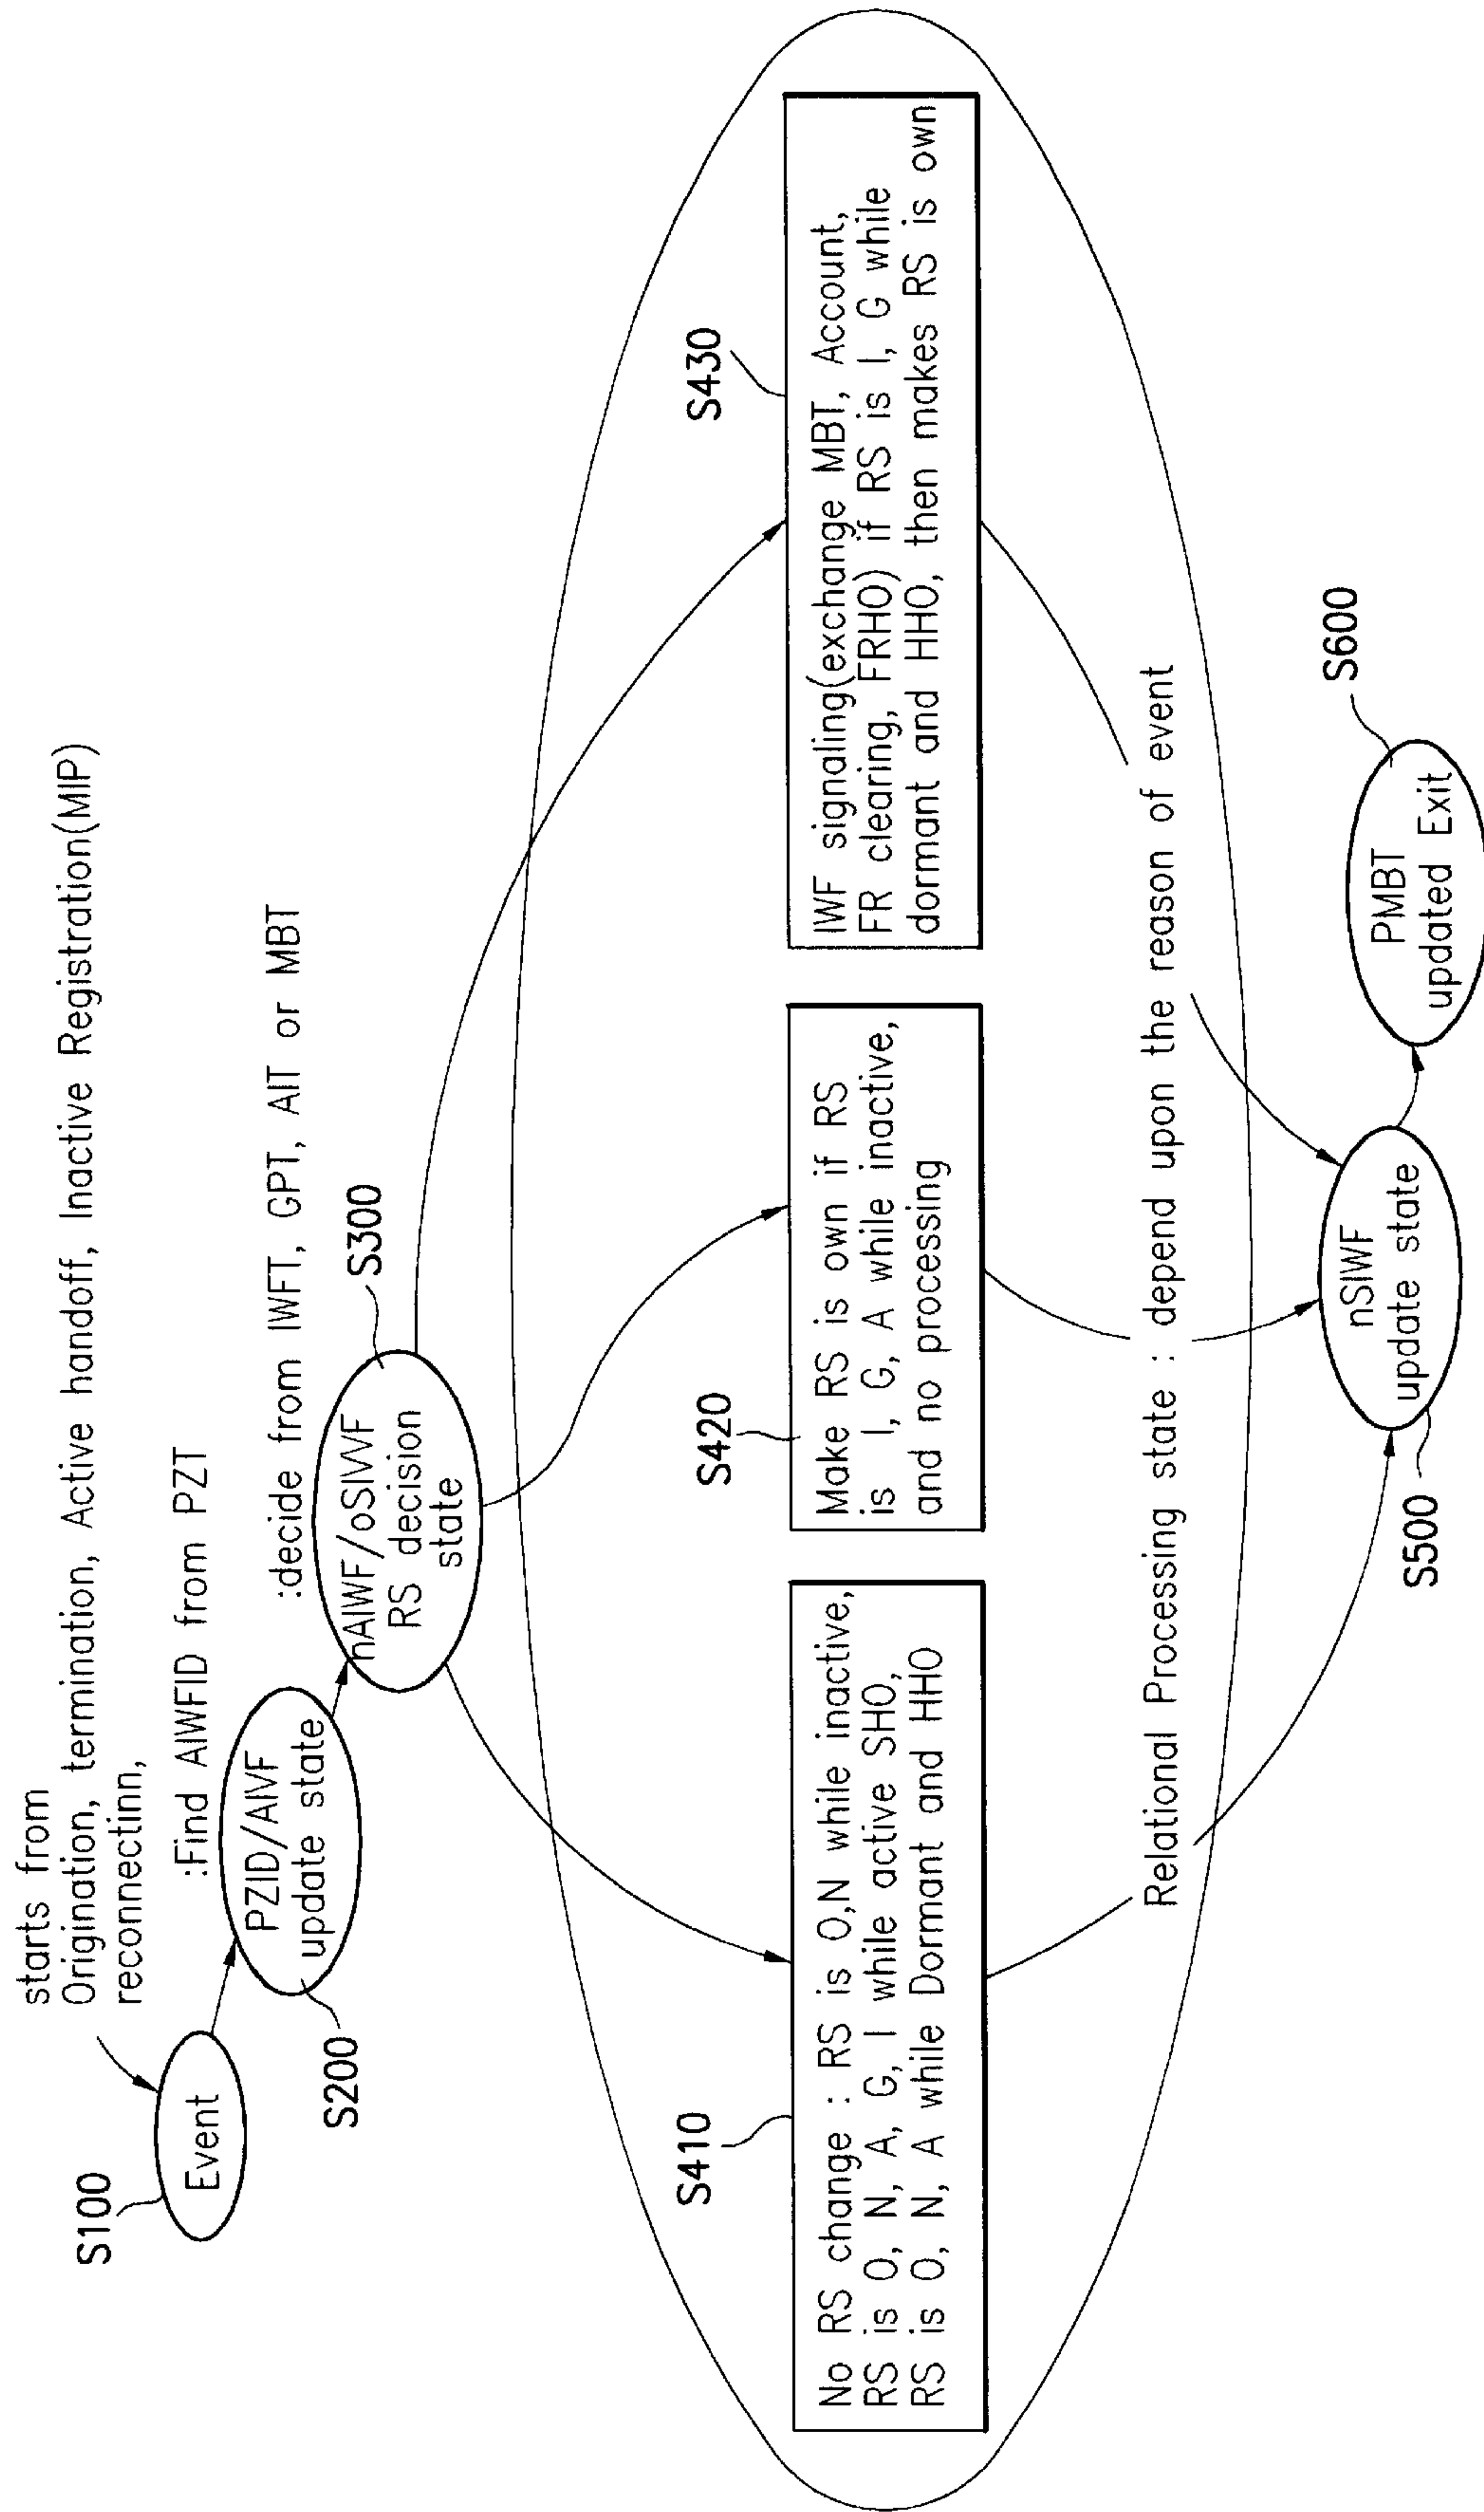 starts from
Origination, termination, Active handoff, Inactive Registration(MIP)
reconnectinn,
S100
Event
:Find AIWFID from PZT
PZID/AIVF
update state
S200
:decide from IWFT, GPT, AIT or MBT
S300
nAIWF/oSIWVF
RS decision
state
S410
No RS change : RS is O,N while inactive,
RS is O, N, A, G, I while active SHO,
RS is O, N, A while Dormant and HHO
S420
Make RS is own if RS
is I, G, A while inactive,
and no processing
S430
IWF signaling(exchange MBT, Account,
FR clearing, FRHO) if RS is I, G while
dormant and HHO, then makes RS is own
Relational Processing state : depend upon the reason of event
nSIWF
update state
S500
S600
PMBT
updated Exit